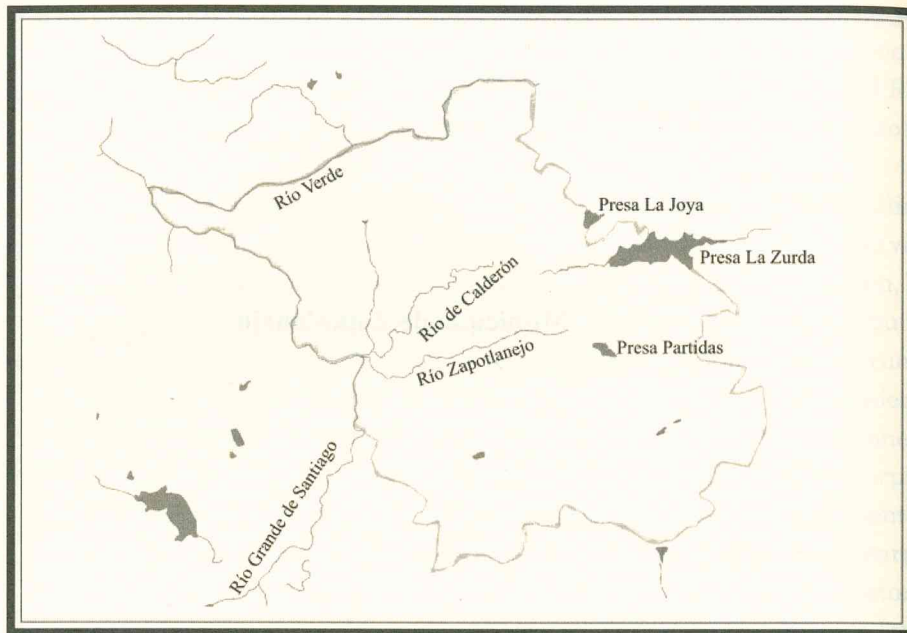 Río Verde
Presa La Joya
Presa La Zurda
Río de Calderón
Río Zapotlanejo
Presa Partidas
Río Grande de Santiago